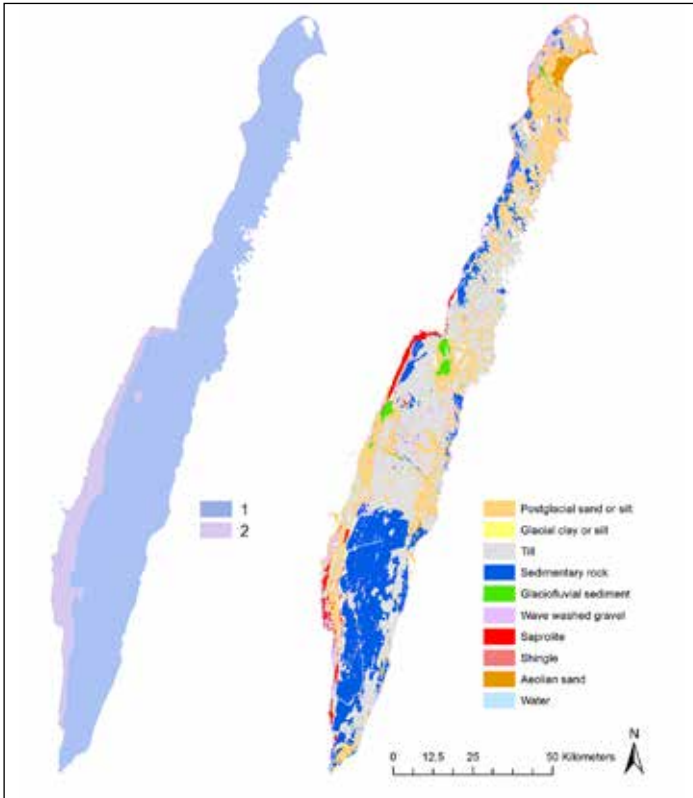 1
2
Postglacial sand or silt
Glacial clay or silt
Till
Sedimentary rock
Glaciofluvial sediment
Wave washed gravel
Saprolite
Shingle
Aeolian sand
Water
N
0 12,5 25 50 Kilometers